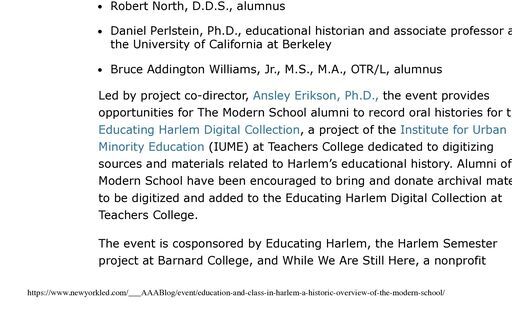 • Robert North, D.D.S., alumnus
• Daniel Perlstein, Ph.D., educational historian and associate professor
the University of California at Berkeley
• Bruce Addington Williams, Jr., M.S., M.A., OTR/L, alumnus
Led by project co-director, Ansley Erikson, Ph.D., the event provides
opportunities for The Modern School alumni to record oral histories for
Educating Harlem Digital Collection, a project of the Institute for Urban
Minority Education (IUME) at Teachers College dedicated to digitizing
sources and materials related to Harlem's educational history. Alumni of
Modern School have been encouraged to bring and donate archival
to be digitized and added to the Educating Harlem Digital Collection at
Teachers College.
The event is cosponsored by Educating Harlem, the Harlem Semester
project at Barnard College, and While We Are Still Here, a nonprofit
https://www.newyorkled.com/___AAABlog/event/education-and-class-in-harlem-a-historic-overview-of-the-modern-school/